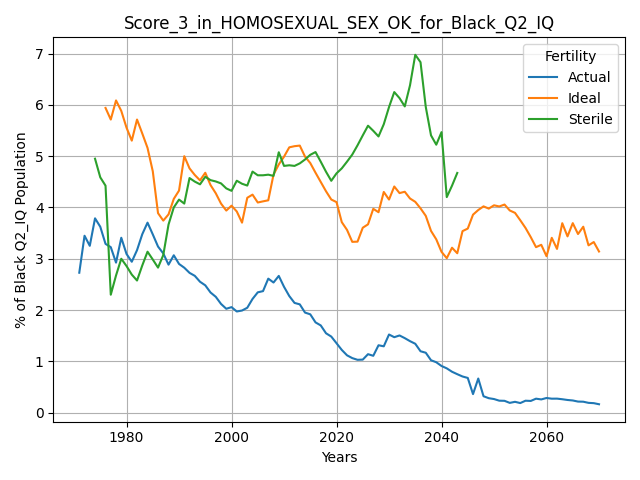 Score_3_in_HOMOSEXUAL_SEX_OK_for_Black_Q2_IQ
Fertility
Actual
Ideal
Sterile
% of Black Q2_IQ Population
7
6
5
4
3
2
1
0
1980 2000 2020 2040 2060
Years